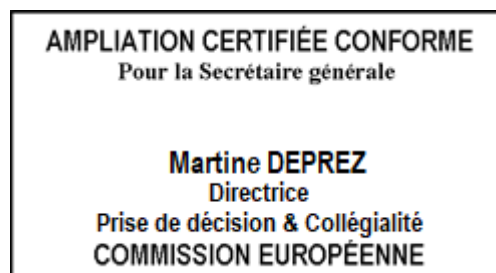 AMPLIATION CERTIFIÉE CONFORME
Pour la Secrétaire générale
Martine DEPREZ
Directrice
Prise de décision & Collégialité
COMMISSION EUROPÉENNE